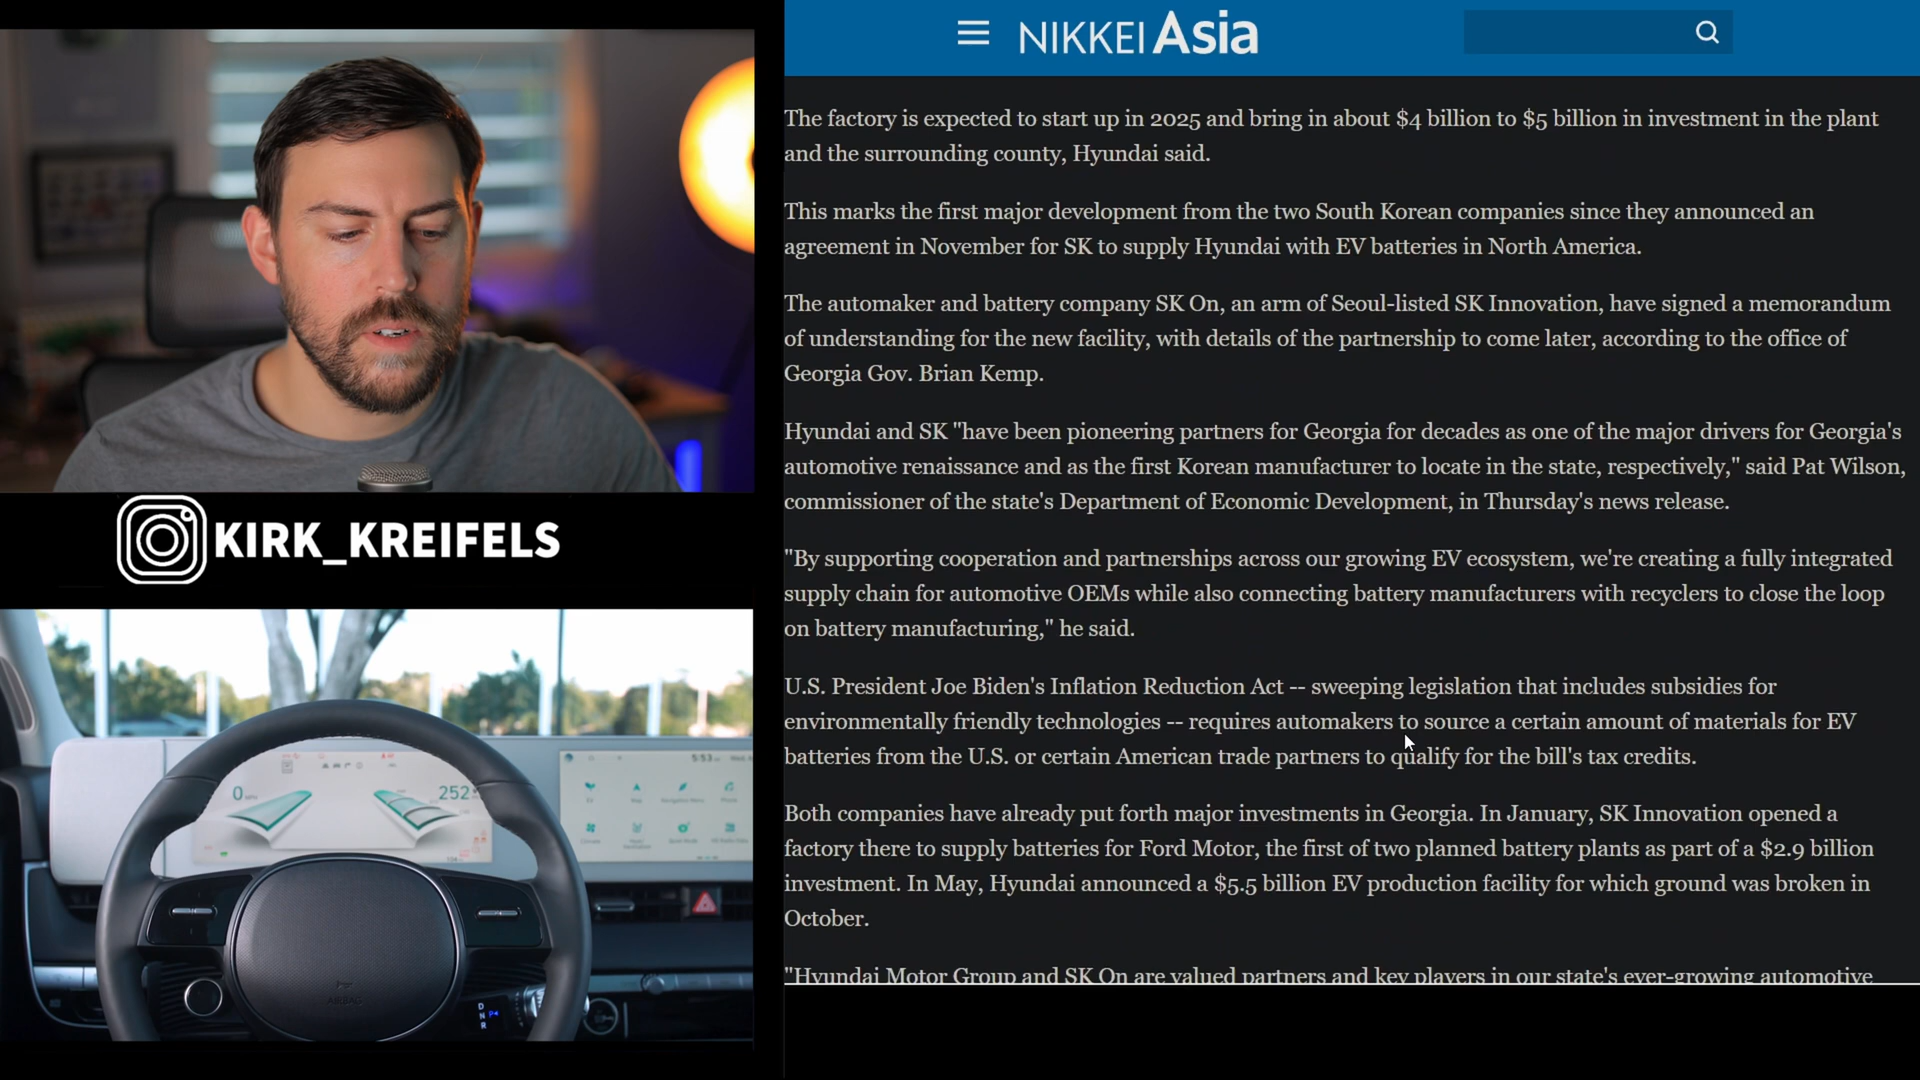 NIKKEI Asia
The factory is expected to start up in 2025 and bring in about $4 billion to $5 billion in investment in the plant
and the surrounding county, Hyundai said.
This marks the first major development from the two South Korean companies since they announced an
agreement in November for SK to supply Hyundai with EV batteries in North America.
The automaker and battery company SK On, an arm of Seoul-listed SK Innovation, have signed a memorandum
of understanding for the new facility, with details of the partnership to come later, according to the office of
Georgia Gov. Brian Kemp.
Hyundai and SK "have been pioneering partners for Georgia for decades as one of the major drivers for Georgia's
automotive renaissance and as the first Korean manufacturer to locate in the state, respectively," said Pat Wilson,
commissioner of the state's Department of Economic Development, in Thursday's news release.
"By supporting cooperation and partnerships across our growing EV ecosystem, we're creating a fully integrated
supply chain for automotive OEMs while also connecting battery manufacturers with recyclers to close the loop
on battery manufacturing," he said.
U.S. President Joe Biden's Inflation Reduction Act -- sweeping legislation that includes subsidies for
environmentally friendly technologies -- requires automakers to source a certain amount of materials for EV
batteries from the U.S. or certain American trade partners to qualify for the bill's tax credits.
Both companies have already put forth major investments in Georgia. In January, SK Innovation opened a
factory there to supply batteries for Ford Motor, the first of two planned battery plants as part of a $2.9 billion
investment. In May, Hyundai announced a $5.5 billion EV production facility for which ground was broken in
October.
"Hyundai Motor Group and SK On are valued partners and key players in our state's ever-growing automotive
KIRK_KREIFELS
0
252
5:53
AIRBAG
D
N
R
P